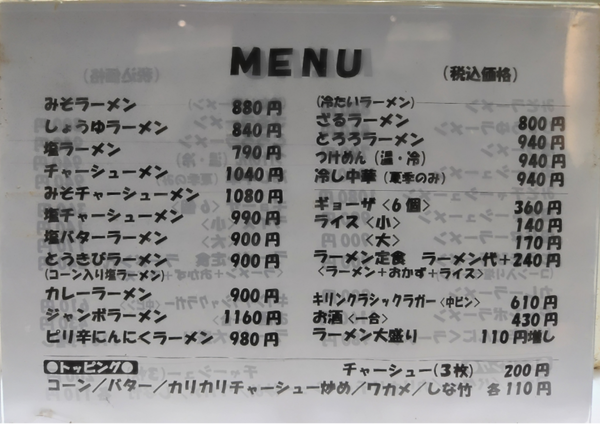 MENU
(税込価格)
みそラーメン 880円
しょうゆラーメン 840円
塩ラーメン 790円
チャーシューメン 1040円
みそチャーシューメン 1080円
塩チャーシューメン 990円
塩バターラーメン 900円
とうきびラーメン 900円
(コーン入り塩ラーメン)
カレーラーメン 900円
ジャンボラーメン 1160円
ピリ辛にんにくラーメン 980円
(冷たいラーメン)
ざるラーメン 800円
とろろラーメン 940円
つけめん (温・冷) 940円
冷し中華 (夏季のみ) 940円
ギョーザ〈6個〉 360円
ライス〈小〉 140円
〈大〉 170円
ラーメン定食 ラーメン代+240円
〈ラーメン+おかず+ライス〉
キリンクラシックラガー〈中ビン〉 610円
お酒〈一合〉 430円
ラーメン大盛り 110円増し
●トッピング● チャーシュー(3枚) 200円
コーン/バター/カリカリチャーシュー炒め/ワカメ/しな竹 各110円